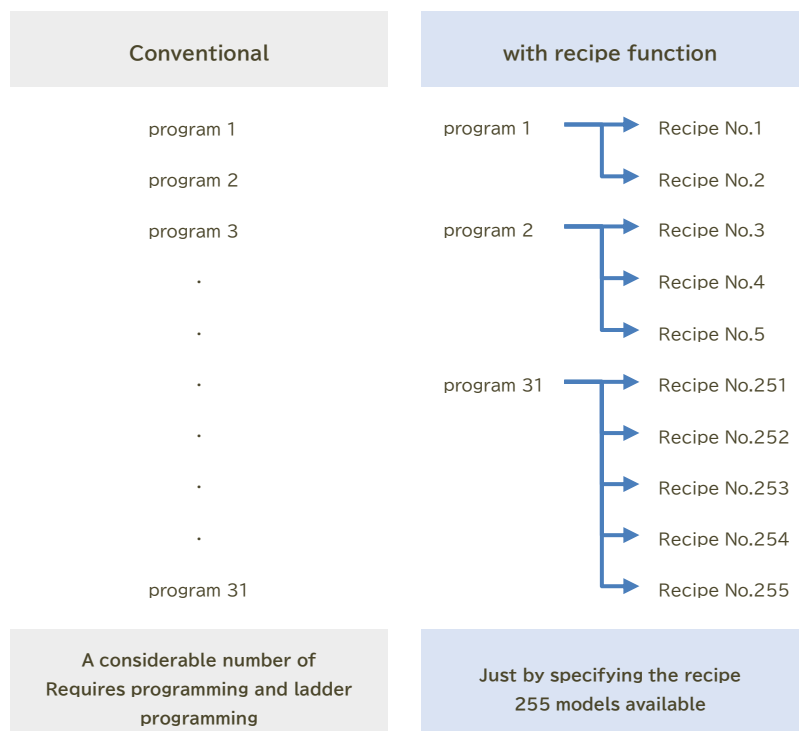 Conventional
program 1
program 2
program 3
.
.
.
.
.
.
program 31
A considerable number of
Requires programming and ladder
programming
with recipe function
program 1
Recipe No.1
Recipe No.2
program 2
Recipe No.3
Recipe No.4
Recipe No.5
program 31
Recipe No.251
Recipe No.252
Recipe No.253
Recipe No.254
Recipe No.255
Just by specifying the recipe
255 models available